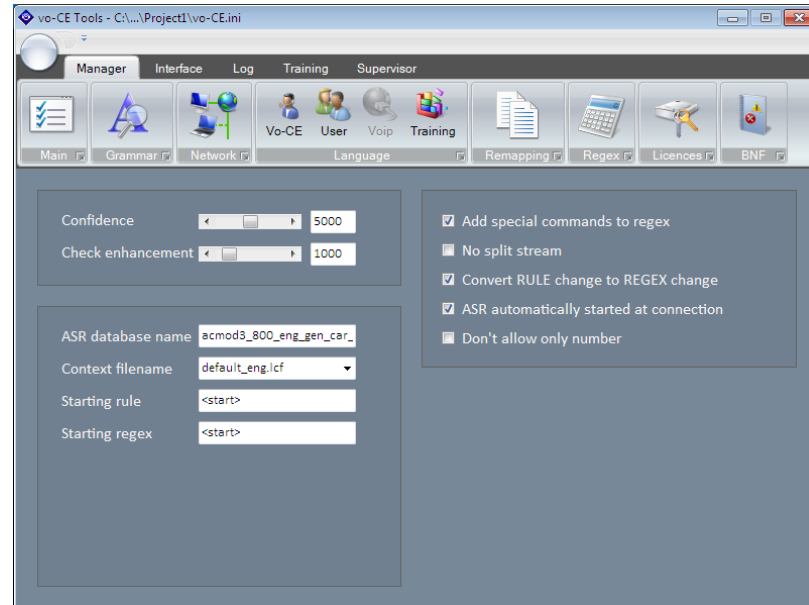 vo-CE Tools - C:\...\Project1\vo-CE.ini
Manager Interface Log Training Supervisor
Vo-CE User Voip Training
Main Grammar Network Language Remapping Regex Licences BNF
Confidence 5000
Check enhancement 1000
ASR database name acmod3_800_eng_gen_car_
Context filename default_eng.lcf
Starting rule <start>
Starting regex <start>
Add special commands to regex
No split stream
Convert RULE change to REGEX change
ASR automatically started at connection
Don't allow only number